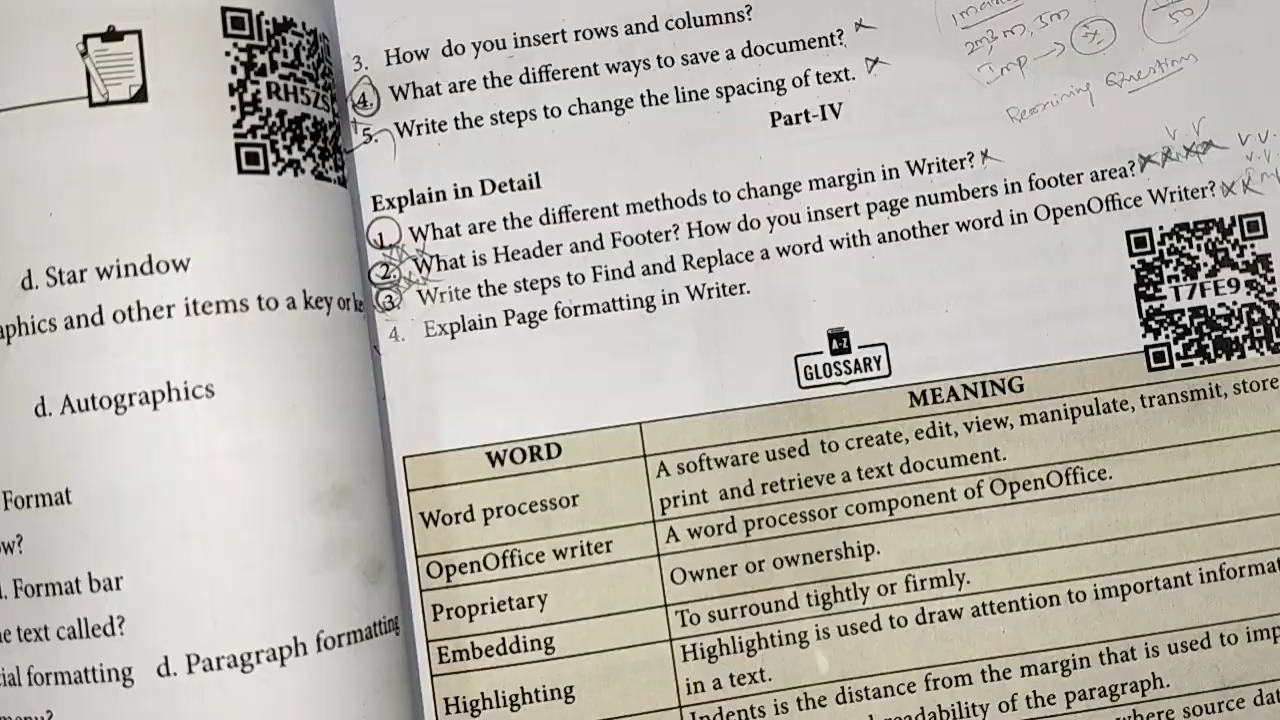 d. Star window
aphics and other items to a key or
d. Autographics
Format
w?
. Format bar
e text called?
ial formatting d. Paragraph formatting
RH5ZS
3. How do you insert rows and columns?
4. What are the different ways to save a document?
5. Write the steps to change the line spacing of text.
2m, 3m
Imp →
50
Reasoning Questions
Part-IV
Explain in Detail
1. What are the different methods to change margin in Writer?
2. What is Header and Footer? How do you insert page numbers in footer area?
3. Write the steps to Find and Replace a word with another word in OpenOffice Writer?
4. Explain Page formatting in Writer.
V.V
V.V.
T7FE9
A-Z
GLOSSARY
WORD MEANING
Word processor A software used to create, edit, view, manipulate, transmit, store
print and retrieve a text document.
OpenOffice writer A word processor component of OpenOffice.
Proprietary Owner or ownership.
Embedding To surround tightly or firmly.
Highlighting Highlighting is used to draw attention to important informat
in a text.
Indents is the distance from the margin that is used to imp
readability of the paragraph.
where source dat